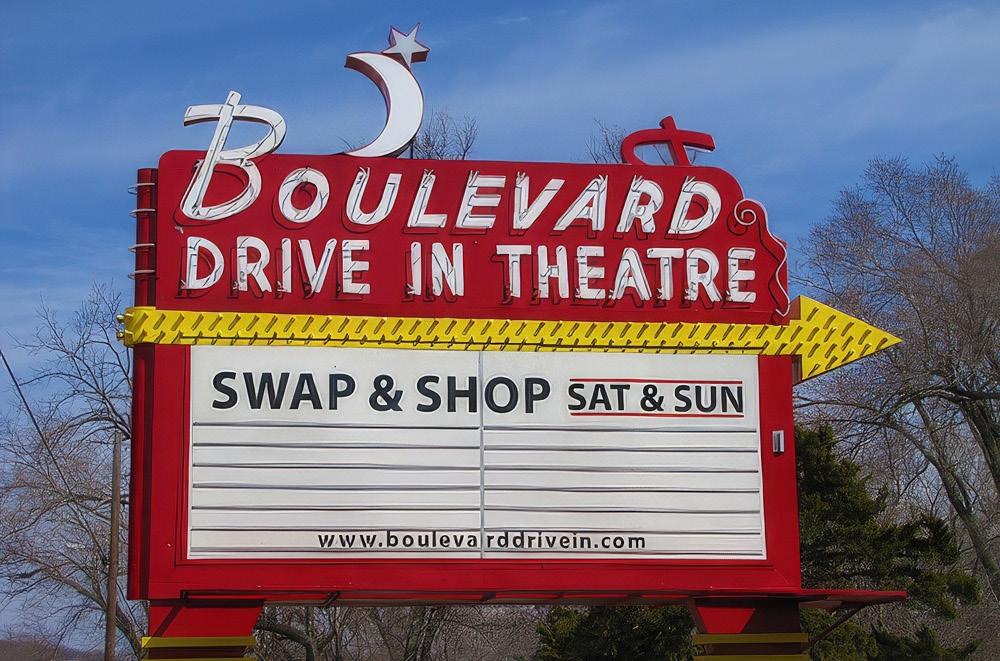 BOULEVARD
DRIVE IN THEATRE
SWAP & SHOP SAT & SUN
www.boulevarddrivein.com